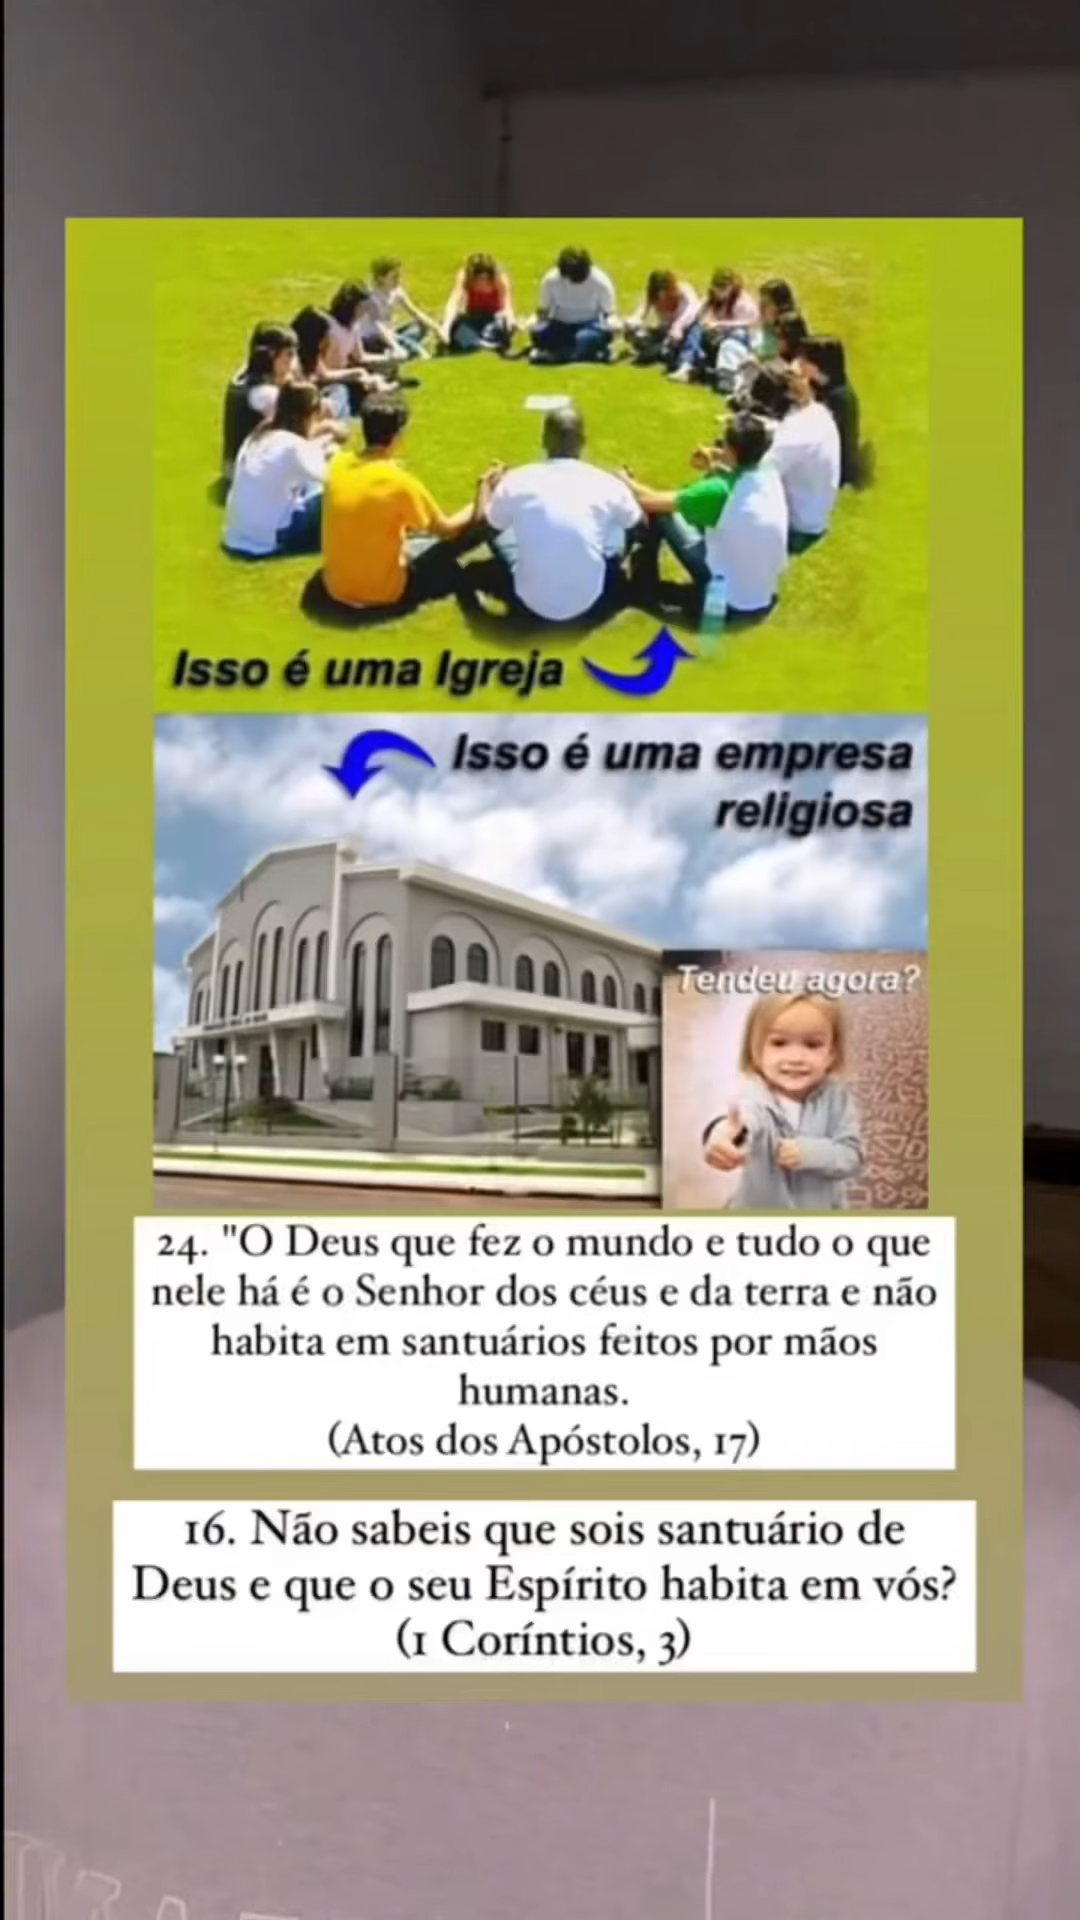 Isso é uma Igreja
Isso é uma empresa
religiosa
Tendeu agora?
24. "O Deus que fez o mundo e tudo o que
nele há é o Senhor dos céus e da terra e não
habita em santuários feitos por mãos
humanas.
(Atos dos Apóstolos, 17)
16. Não sabeis que sois santuário de
Deus e que o seu Espírito habita em vós?
(1 Coríntios, 3)